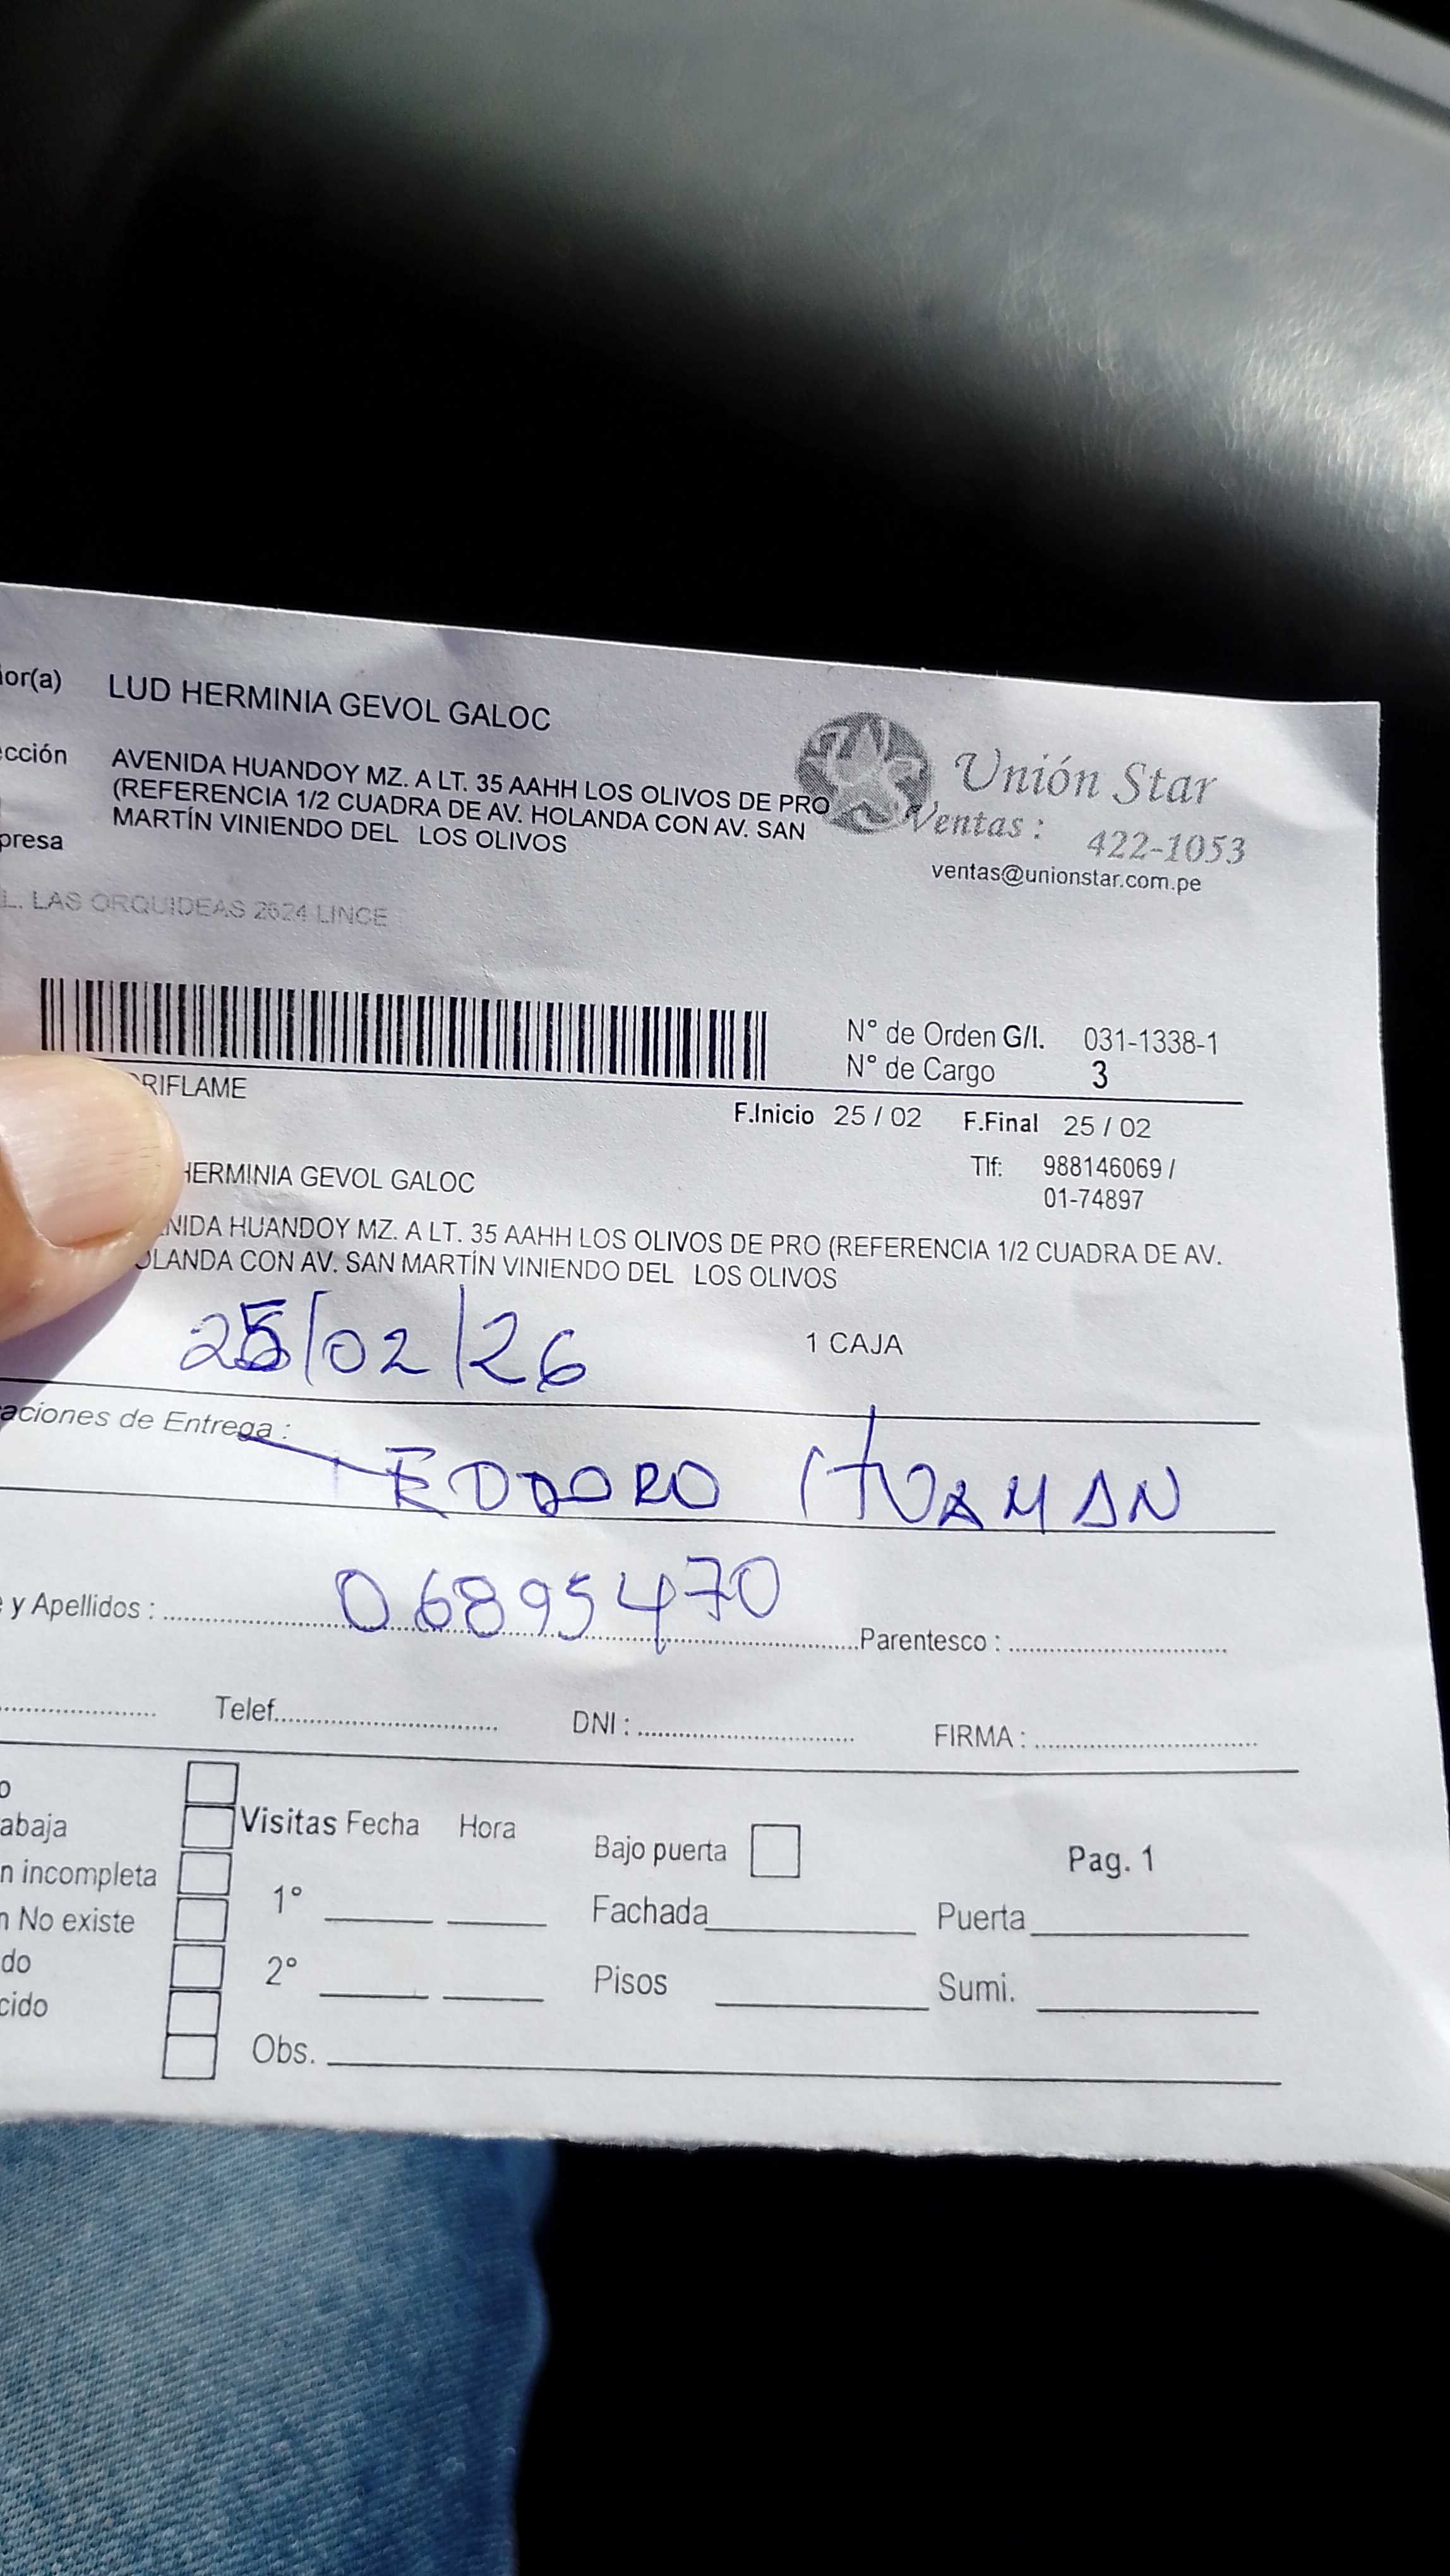 ior(a) LUD HERMINIA GEVOL GALOC
ección AVENIDA HUANDOY MZ. A LT. 35 AAHH LOS OLIVOS DE PRO
(REFERENCIA 1/2 CUADRA DE AV. HOLANDA CON AV. SAN
MARTÍN VINIENDO DEL LOS OLIVOS
presa
Unión Star
Ventas : 422-1053
ventas@unionstar.com.pe
L. LAS ORQUIDEAS 2624 LINCE
N° de Orden G/I. 031-1338-1
N° de Cargo 3
RIFLAME
F.Inicio 25 / 02 F.Final 25 / 02
HERMINIA GEVOL GALOC
Tlf: 988146069 /
01-74897
NIDA HUANDOY MZ. A LT. 35 AAHH LOS OLIVOS DE PRO (REFERENCIA 1/2 CUADRA DE AV.
OLANDA CON AV. SAN MARTÍN VINIENDO DEL LOS OLIVOS
25/02/26 1 CAJA
aciones de Entrega :
HUAMAN
y Apellidos : 06895470 Parentesco :
Telef. DNI : FIRMA :
o
abaja
n incompleta
n No existe
do
cido
Visitas Fecha Hora
1°
2°
Obs.
Bajo puerta Pag. 1
Fachada Puerta
Pisos Sumi.